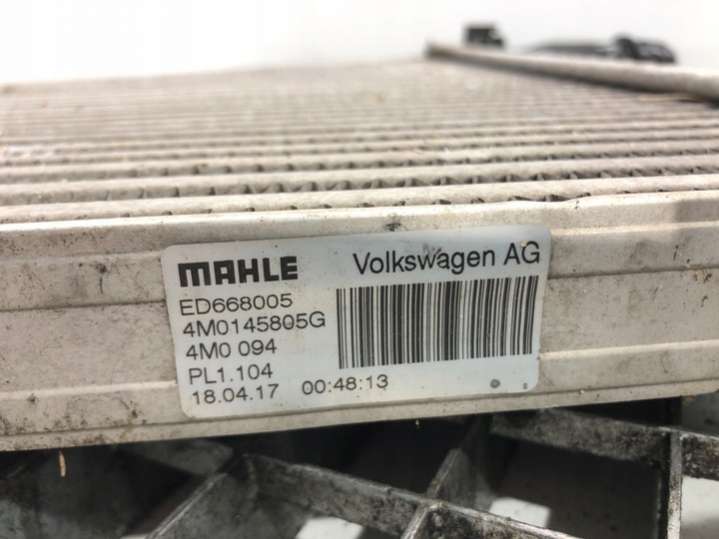 MAHLE Volkswagen AG
ED668005
4M0145805G
4M0 094
PL1.104
18.04.17 00:48:13